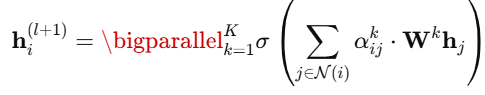 h_i^{(l+1)} = \bigparallel_{k=1}^{K} σ ( ∑_{j∈𝒩(i)} α_{ij}^{k} · W^k h_j )